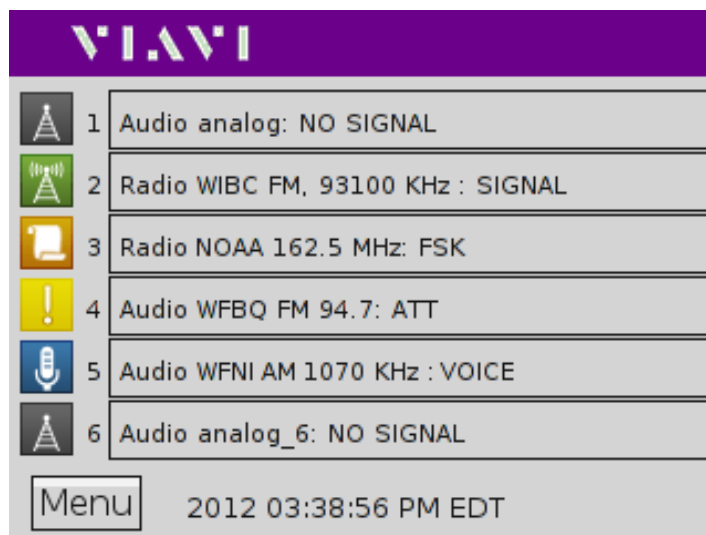 VIAVI
1 Audio analog: NO SIGNAL
2 Radio WIBC FM, 93100 KHz : SIGNAL
3 Radio NOAA 162.5 MHz: FSK
4 Audio WFBQ FM 94.7: ATT
5 Audio WFNI AM 1070 KHz : VOICE
6 Audio analog_6: NO SIGNAL
Menu 2012 03:38:56 PM EDT